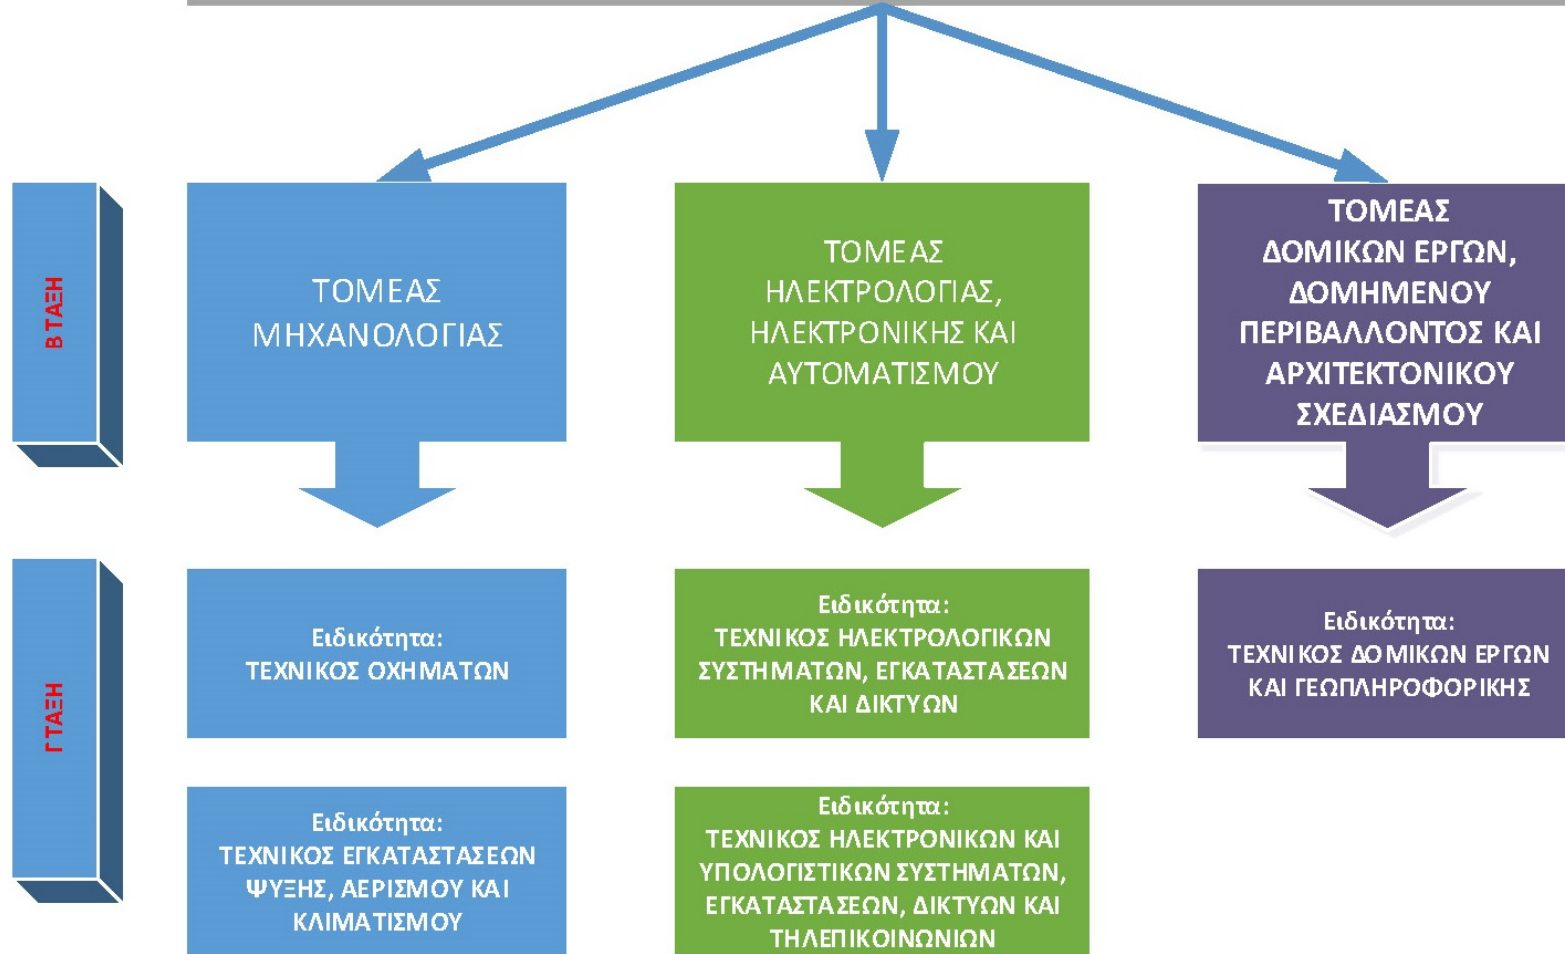 Β ΤΑΞΗ
ΤΟΜΕΑΣ
ΜΗΧΑΝΟΛΟΓΙΑΣ
ΤΟΜΕΑΣ
ΗΛΕΚΤΡΟΛΟΓΙΑΣ,
ΗΛΕΚΤΡΟΝΙΚΗΣ ΚΑΙ
ΑΥΤΟΜΑΤΙΣΜΟΥ
ΤΟΜΕΑΣ
ΔΟΜΙΚΩΝ ΕΡΓΩΝ,
ΔΟΜΗΜΕΝΟΥ
ΠΕΡΙΒΑΛΛΟΝΤΟΣ ΚΑΙ
ΑΡΧΙΤΕΚΤΟΝΙΚΟΥ
ΣΧΕΔΙΑΣΜΟΥ
Γ ΤΑΞΗ
Ειδικότητα:
ΤΕΧΝΙΚΟΣ ΟΧΗΜΑΤΩΝ
Ειδικότητα:
ΤΕΧΝΙΚΟΣ ΗΛΕΚΤΡΟΛΟΓΙΚΩΝ
ΣΥΣΤΗΜΑΤΩΝ, ΕΓΚΑΤΑΣΤΑΣΕΩΝ
ΚΑΙ ΔΙΚΤΥΩΝ
Ειδικότητα:
ΤΕΧΝΙΚΟΣ ΔΟΜΙΚΩΝ ΕΡΓΩΝ
ΚΑΙ ΓΕΩΠΛΗΡΟΦΟΡΙΚΗΣ
Ειδικότητα:
ΤΕΧΝΙΚΟΣ ΕΓΚΑΤΑΣΤΑΣΕΩΝ
ΨΥΞΗΣ, ΑΕΡΙΣΜΟΥ ΚΑΙ
ΚΛΙΜΑΤΙΣΜΟΥ
Ειδικότητα:
ΤΕΧΝΙΚΟΣ ΗΛΕΚΤΡΟΝΙΚΩΝ ΚΑΙ
ΥΠΟΛΟΓΙΣΤΙΚΩΝ ΣΥΣΤΗΜΑΤΩΝ,
ΕΓΚΑΤΑΣΤΑΣΕΩΝ, ΔΙΚΤΥΩΝ ΚΑΙ
ΤΗΛΕΠΙΚΟΙΝΩΝΙΩΝ